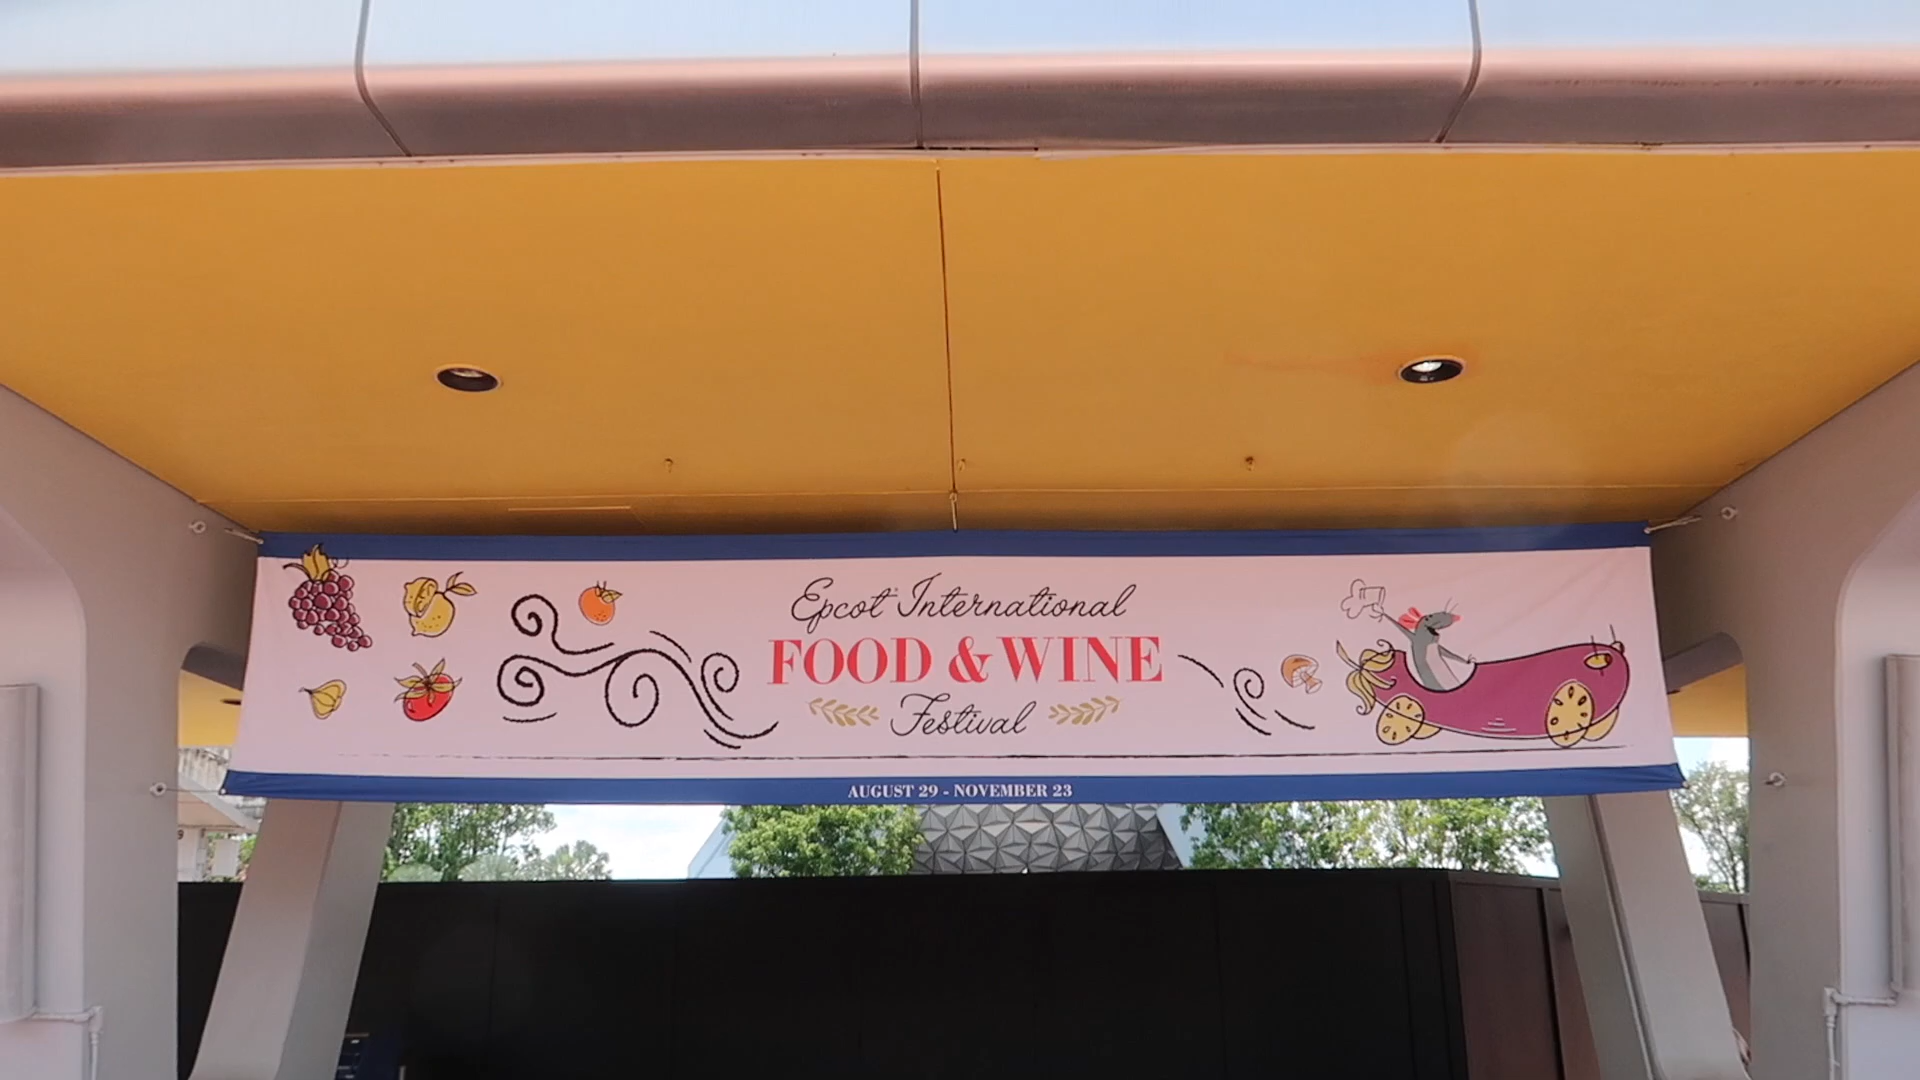 Epcot International
FOOD & WINE
Festival
AUGUST 29 - NOVEMBER 23